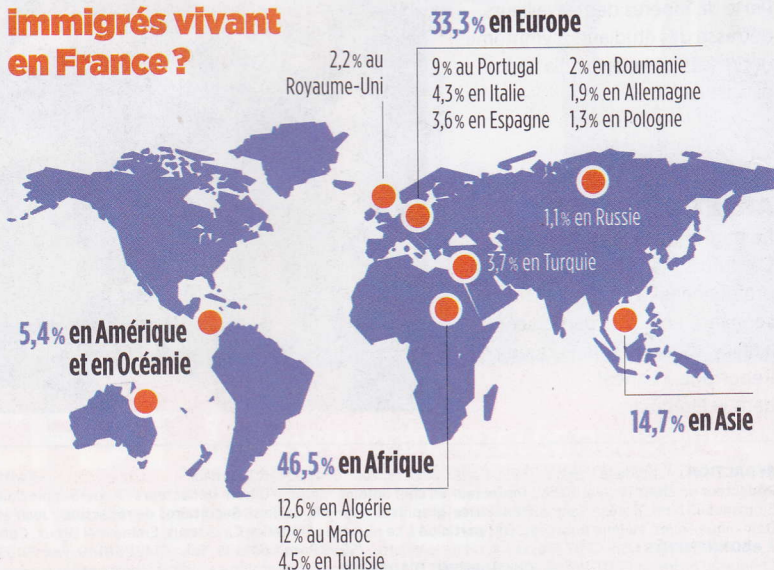 immigrés vivant
en France ?
33,3% en Europe
2,2% au
Royaume-Uni
9% au Portugal
4,3% en Italie
3,6% en Espagne
2% en Roumanie
1,9% en Allemagne
1,3% en Pologne
1,1% en Russie
3,7% en Turquie
5,4% en Amérique
et en Océanie
14,7% en Asie
46,5% en Afrique
12,6% en Algérie
12% au Maroc
4,5% en Tunisie